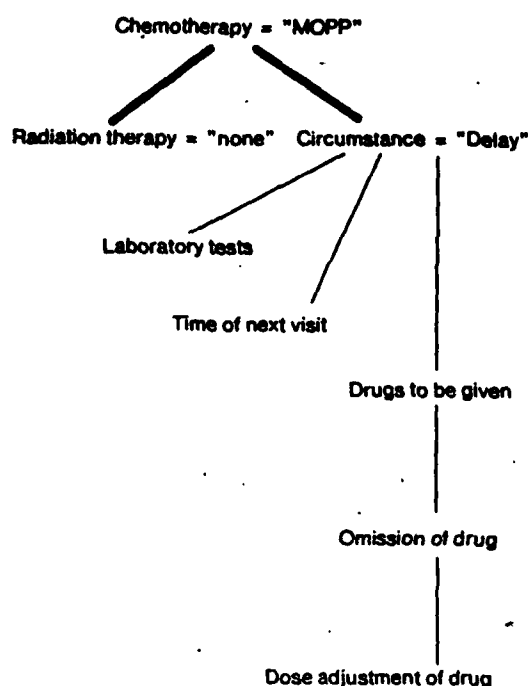 Chemotherapy = "MOPP"
Radiation therapy = "none" Circumstance = "Delay"
Laboratory tests
Time of next visit
Drugs to be given
Omission of drug
Dose adjustment of drug